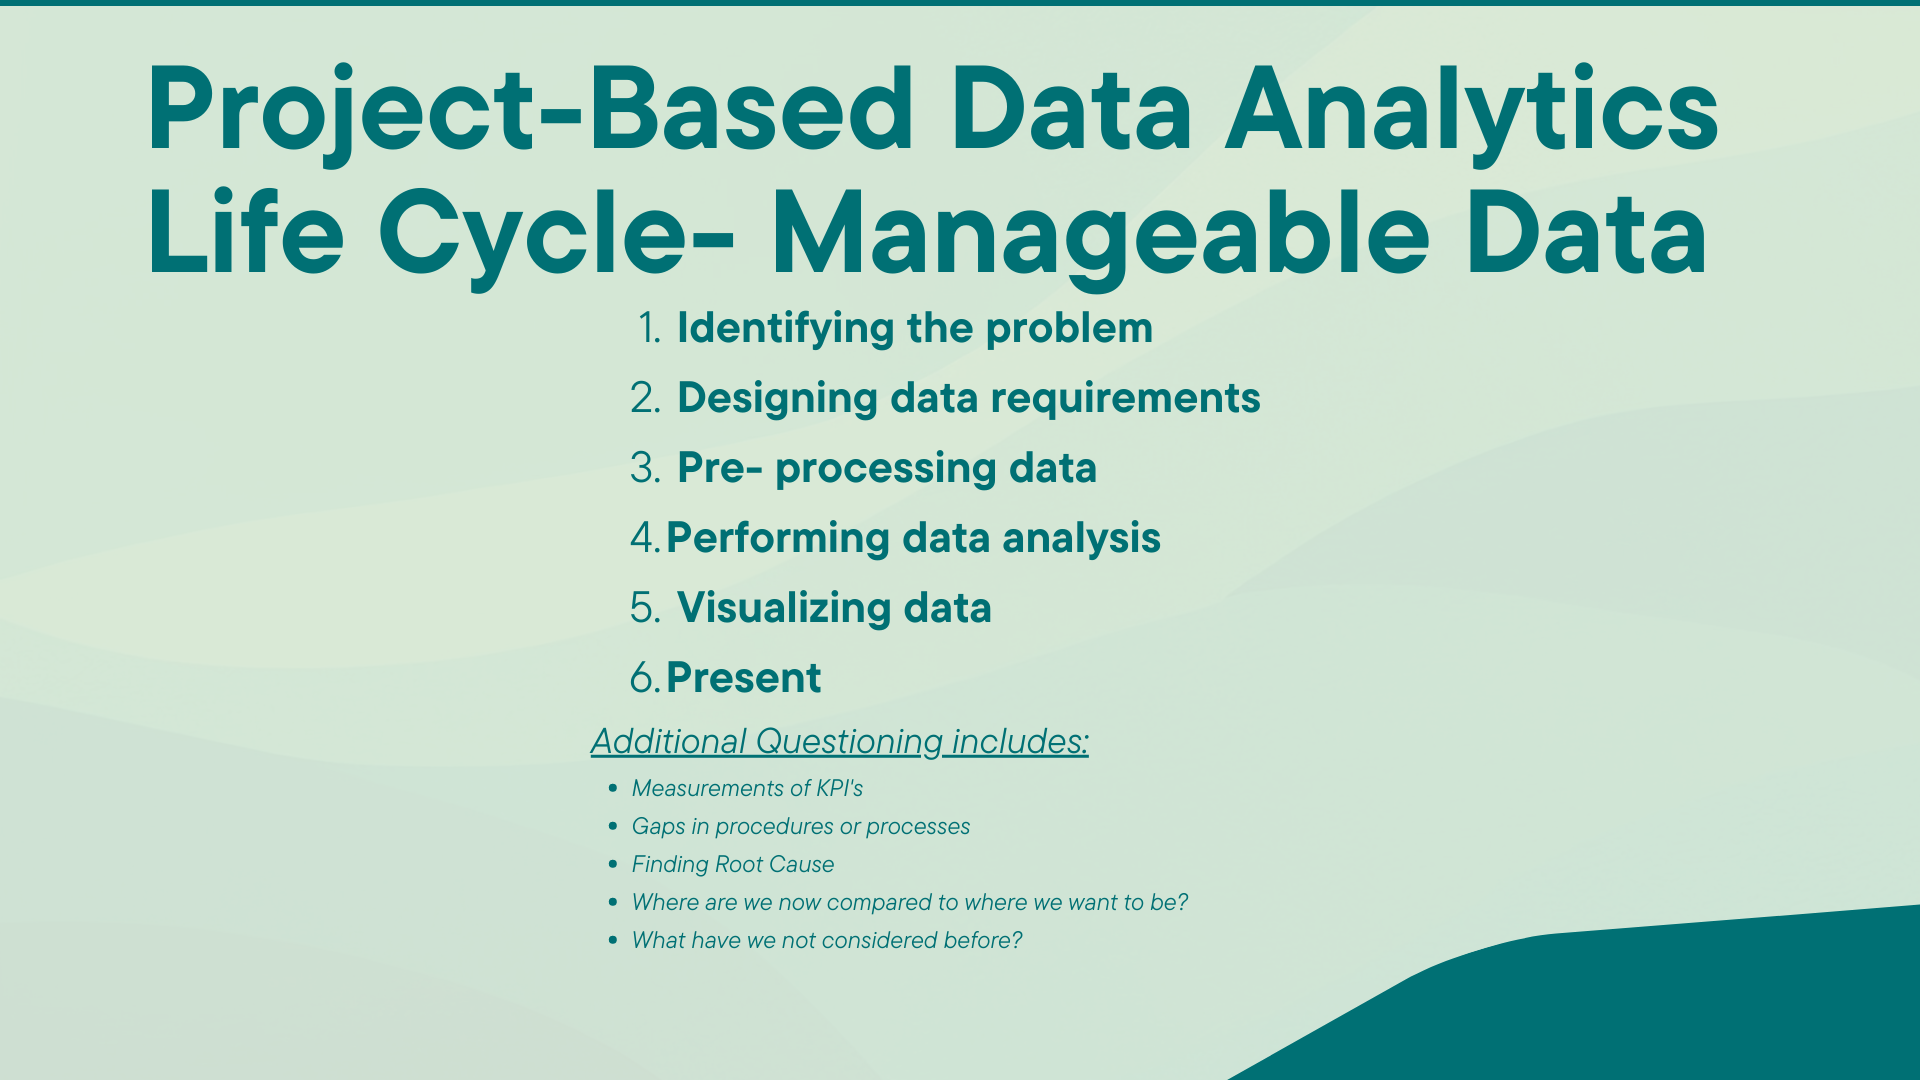 Project-Based Data Analytics
Life Cycle- Manageable Data
1. Identifying the problem
2. Designing data requirements
3. Pre- processing data
4. Performing data analysis
5. Visualizing data
6. Present
Additional Questioning includes:
• Measurements of KPI's
• Gaps in procedures or processes
• Finding Root Cause
• Where are we now compared to where we want to be?
• What have we not considered before?